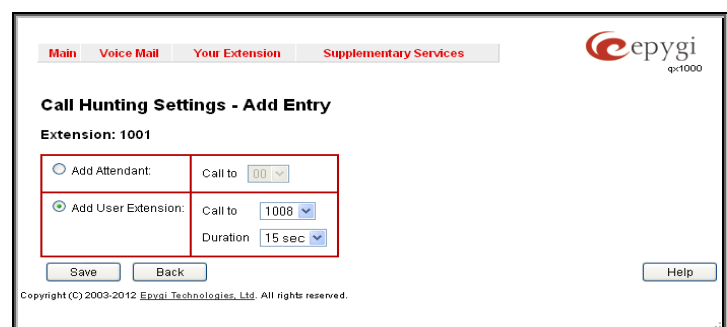 Main Voice Mail Your Extension Supplementary Services
epygi
qx1000
Call Hunting Settings - Add Entry
Extension: 1001
Add Attendant: Call to 00
Add User Extension: Call to 1008
Duration 15 sec
Save Back Help
Copyright (C) 2003-2012 Epygi Technologies, Ltd. All rights reserved.